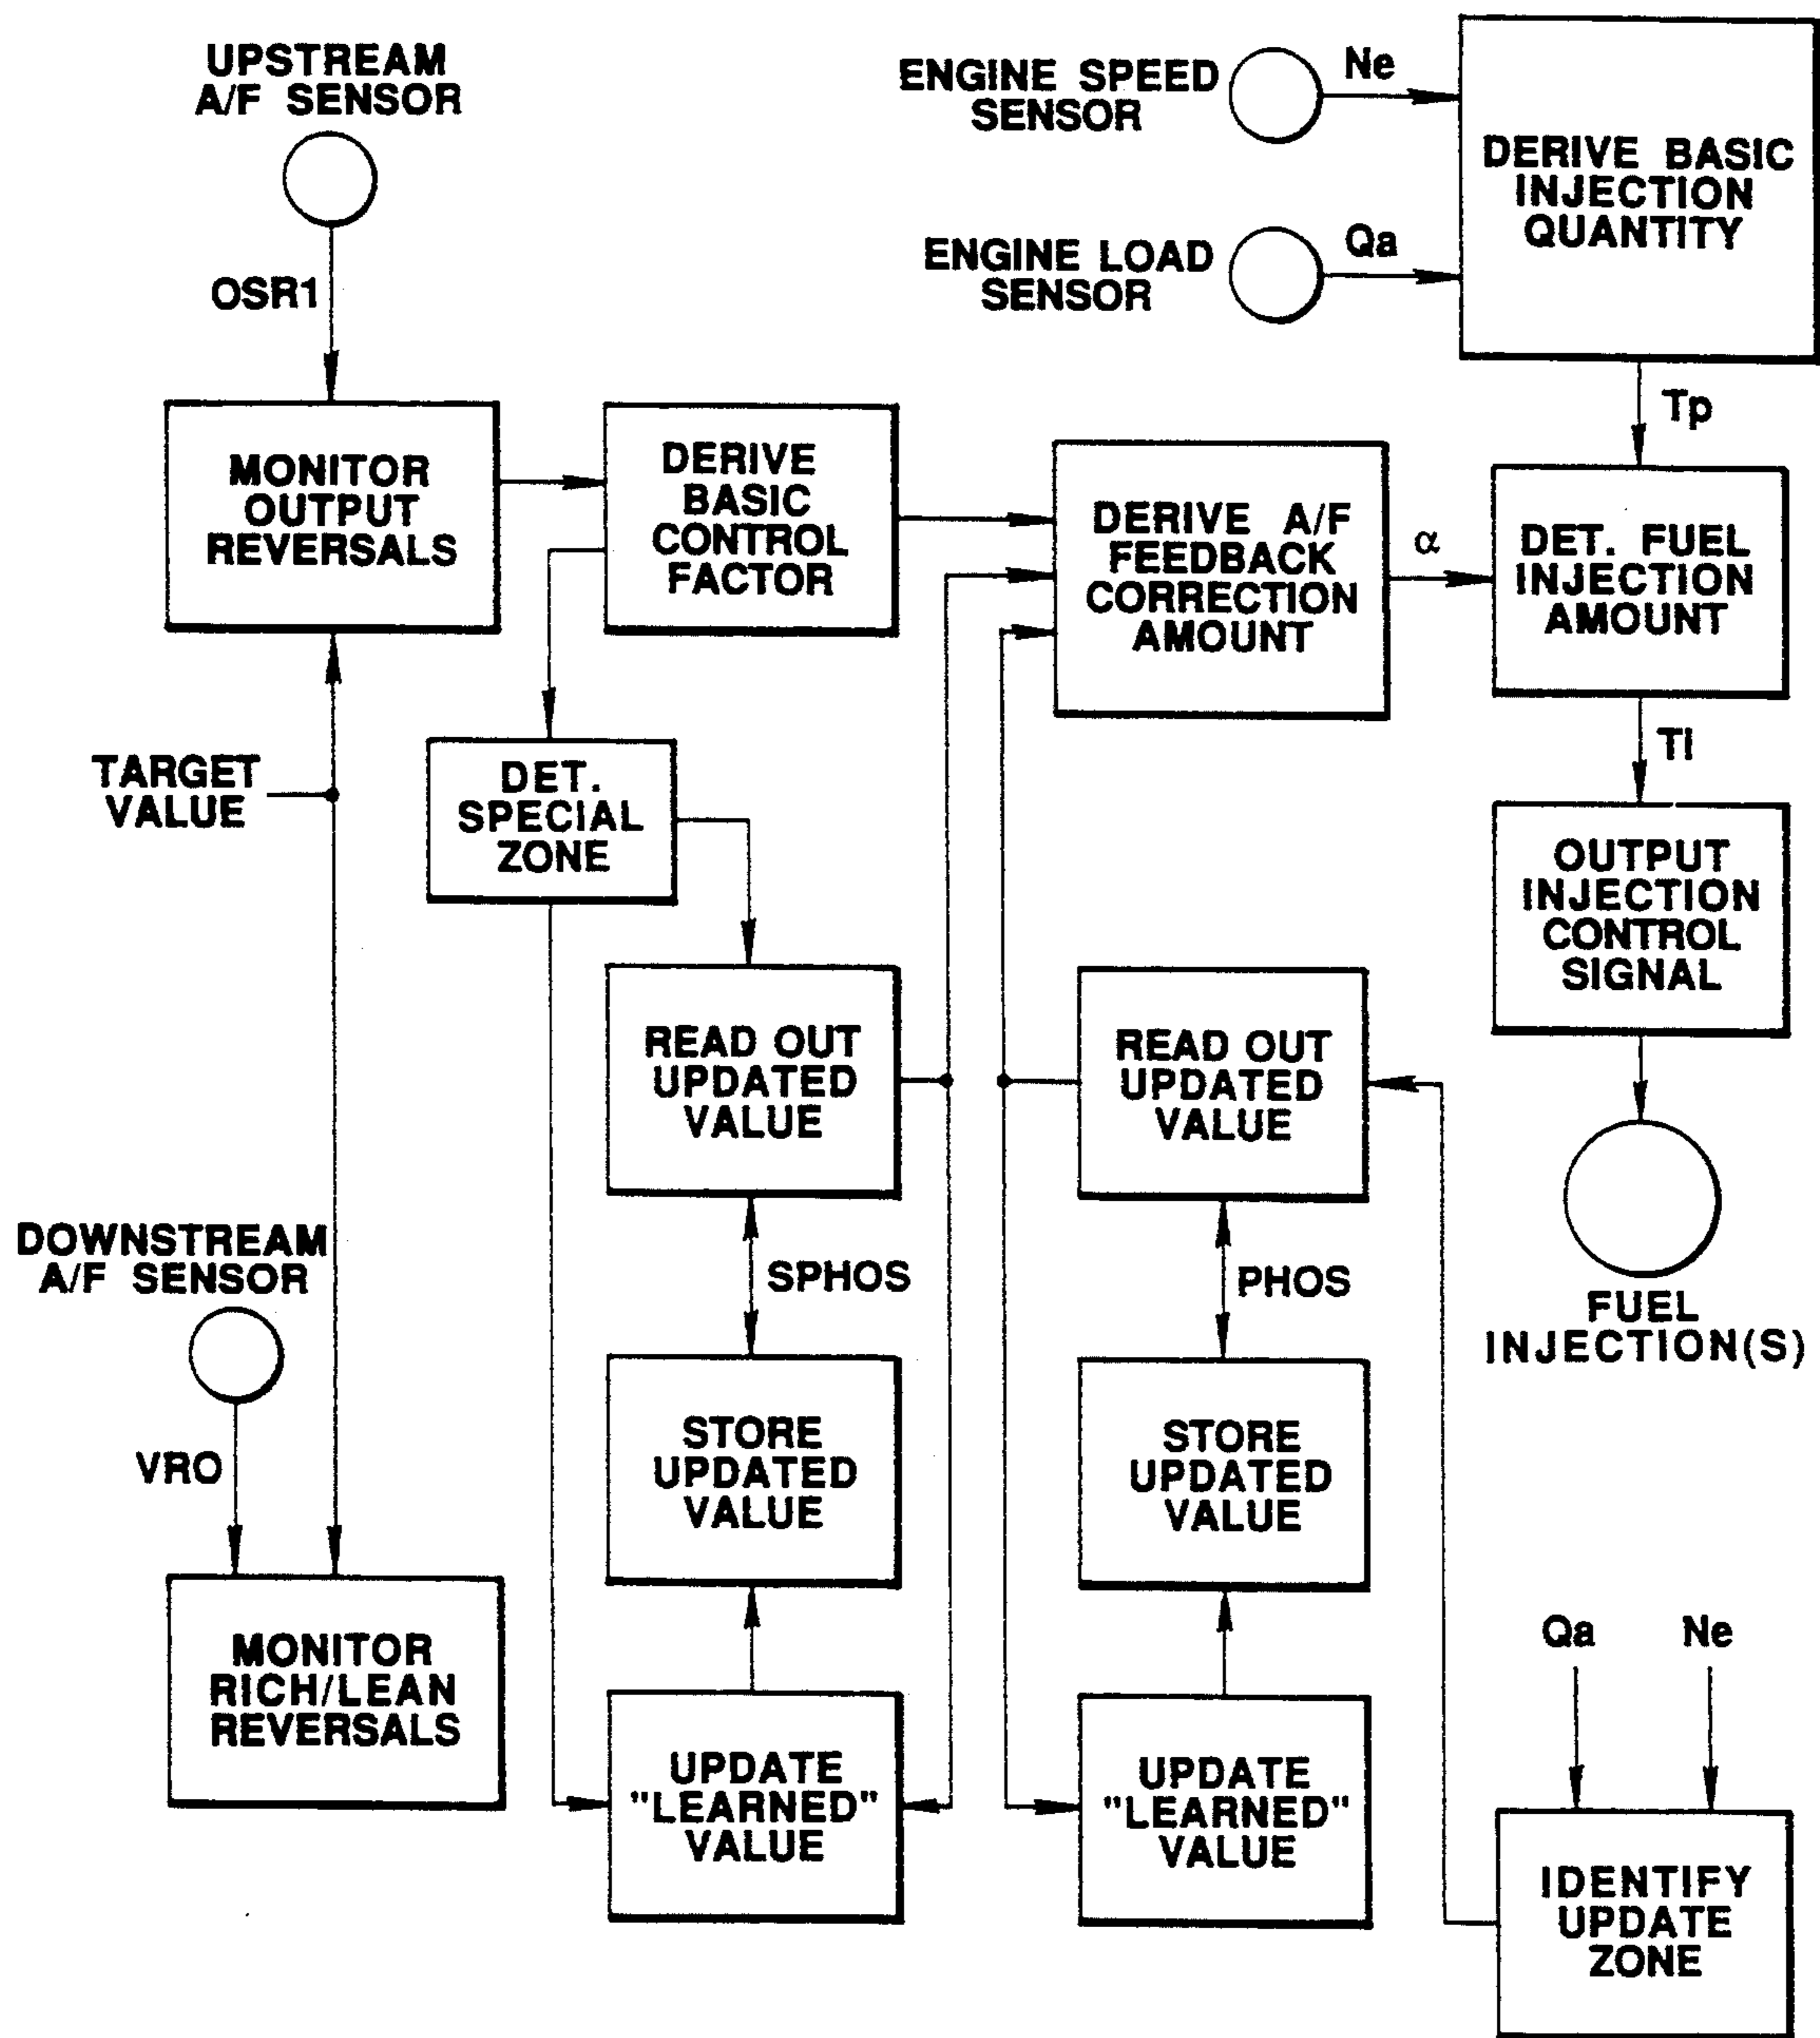 UPSTREAM
A/F SENSOR
OSR1
ENGINE SPEED
SENSOR
Ne
ENGINE LOAD
SENSOR
Qa
DERIVE BASIC
INJECTION
QUANTITY
Tp
MONITOR
OUTPUT
REVERSALS
DERIVE
BASIC
CONTROL
FACTOR
DERIVE A/F
FEEDBACK
CORRECTION
AMOUNT
α
DET. FUEL
INJECTION
AMOUNT
TI
TARGET
VALUE
DET.
SPECIAL
ZONE
OUTPUT
INJECTION
CONTROL
SIGNAL
READ OUT
UPDATED
VALUE
READ OUT
UPDATED
VALUE
DOWNSTREAM
A/F SENSOR
SPHOS
PHOS
FUEL
INJECTION(S)
VRO
STORE
UPDATED
VALUE
STORE
UPDATED
VALUE
MONITOR
RICH/LEAN
REVERSALS
Qa
Ne
UPDATE
"LEARNED"
VALUE
UPDATE
"LEARNED"
VALUE
IDENTIFY
UPDATE
ZONE